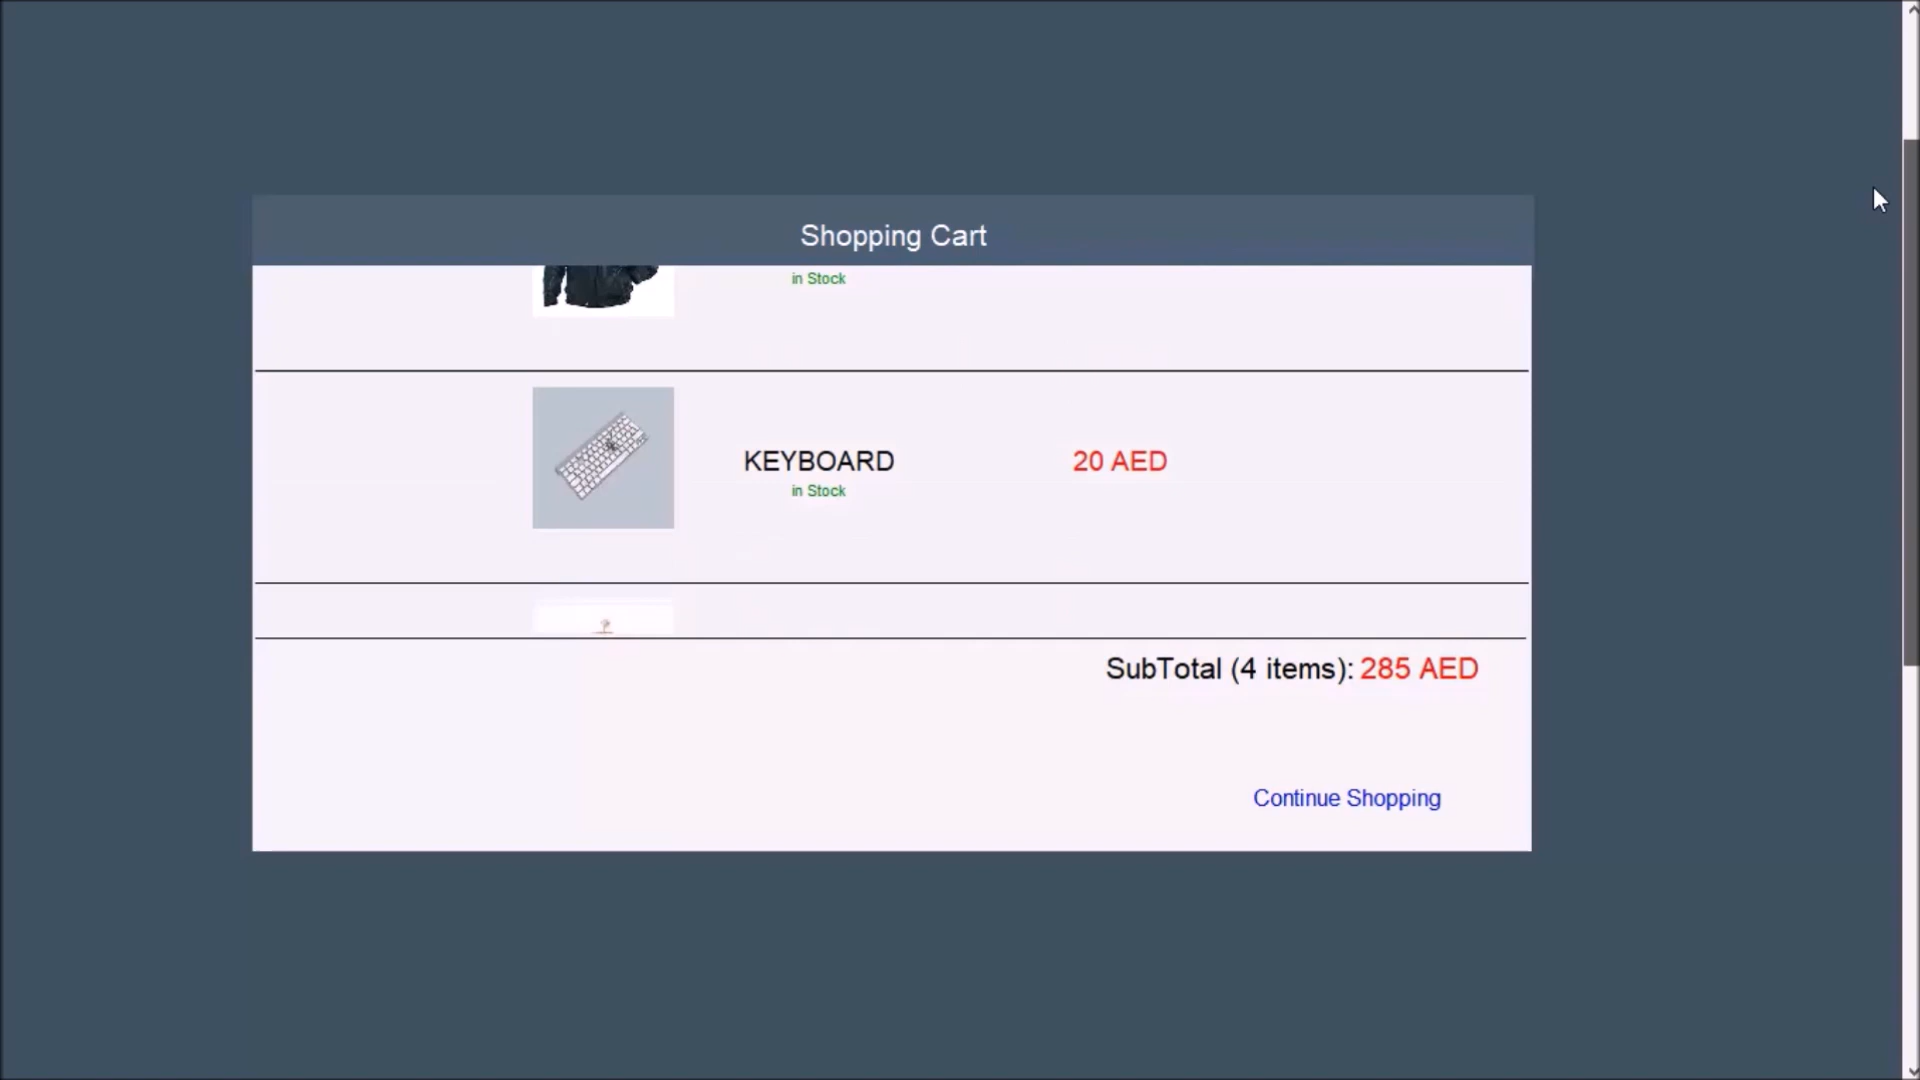 Shopping Cart
in Stock
KEYBOARD 20 AED
in Stock
SubTotal (4 items): 285 AED
Continue Shopping